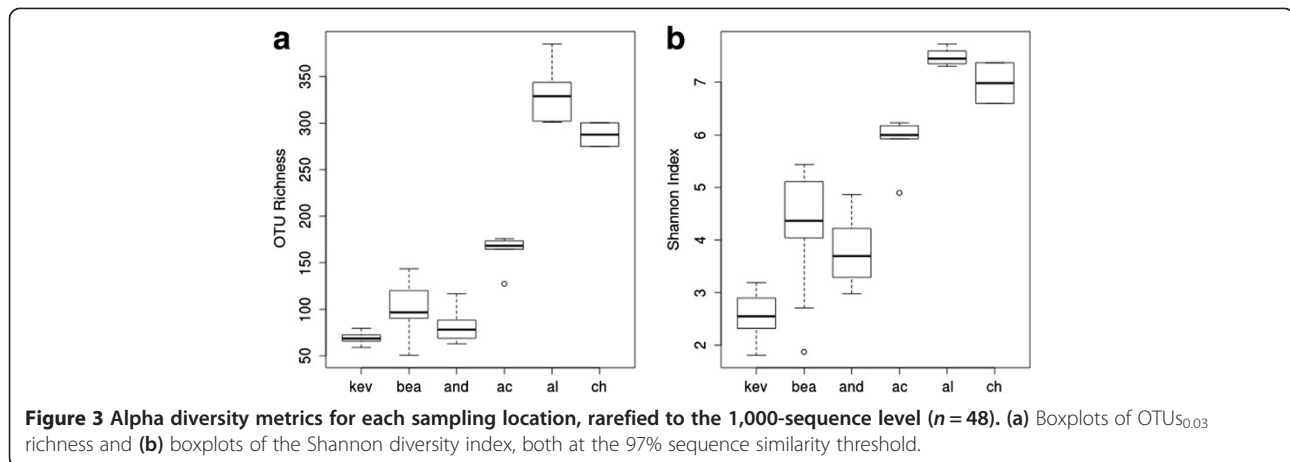 a
OTU Richness
350
300
250
200
150
100
50
kev bea and ac al ch
b
Shannon Index
7
6
5
4
3
2
kev bea and ac al ch
Figure 3 Alpha diversity metrics for each sampling location, rarefied to the 1,000-sequence level (n = 48). (a) Boxplots of OTUs0.03
richness and (b) boxplots of the Shannon diversity index, both at the 97% sequence similarity threshold.